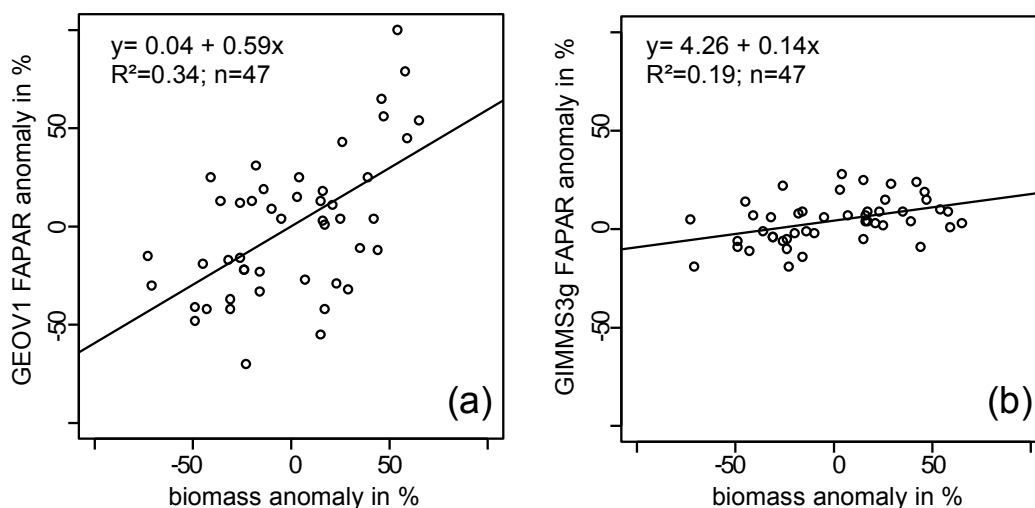 y= 0.04 + 0.59x
R²=0.34; n=47
GEOV1 FAPAR anomaly in %
50
0
-50
(a)
-50
0
50
biomass anomaly in %
y= 4.26 + 0.14x
R²=0.19; n=47
GIMMS3g FAPAR anomaly in %
50
0
-50
(b)
-50
0
50
biomass anomaly in %